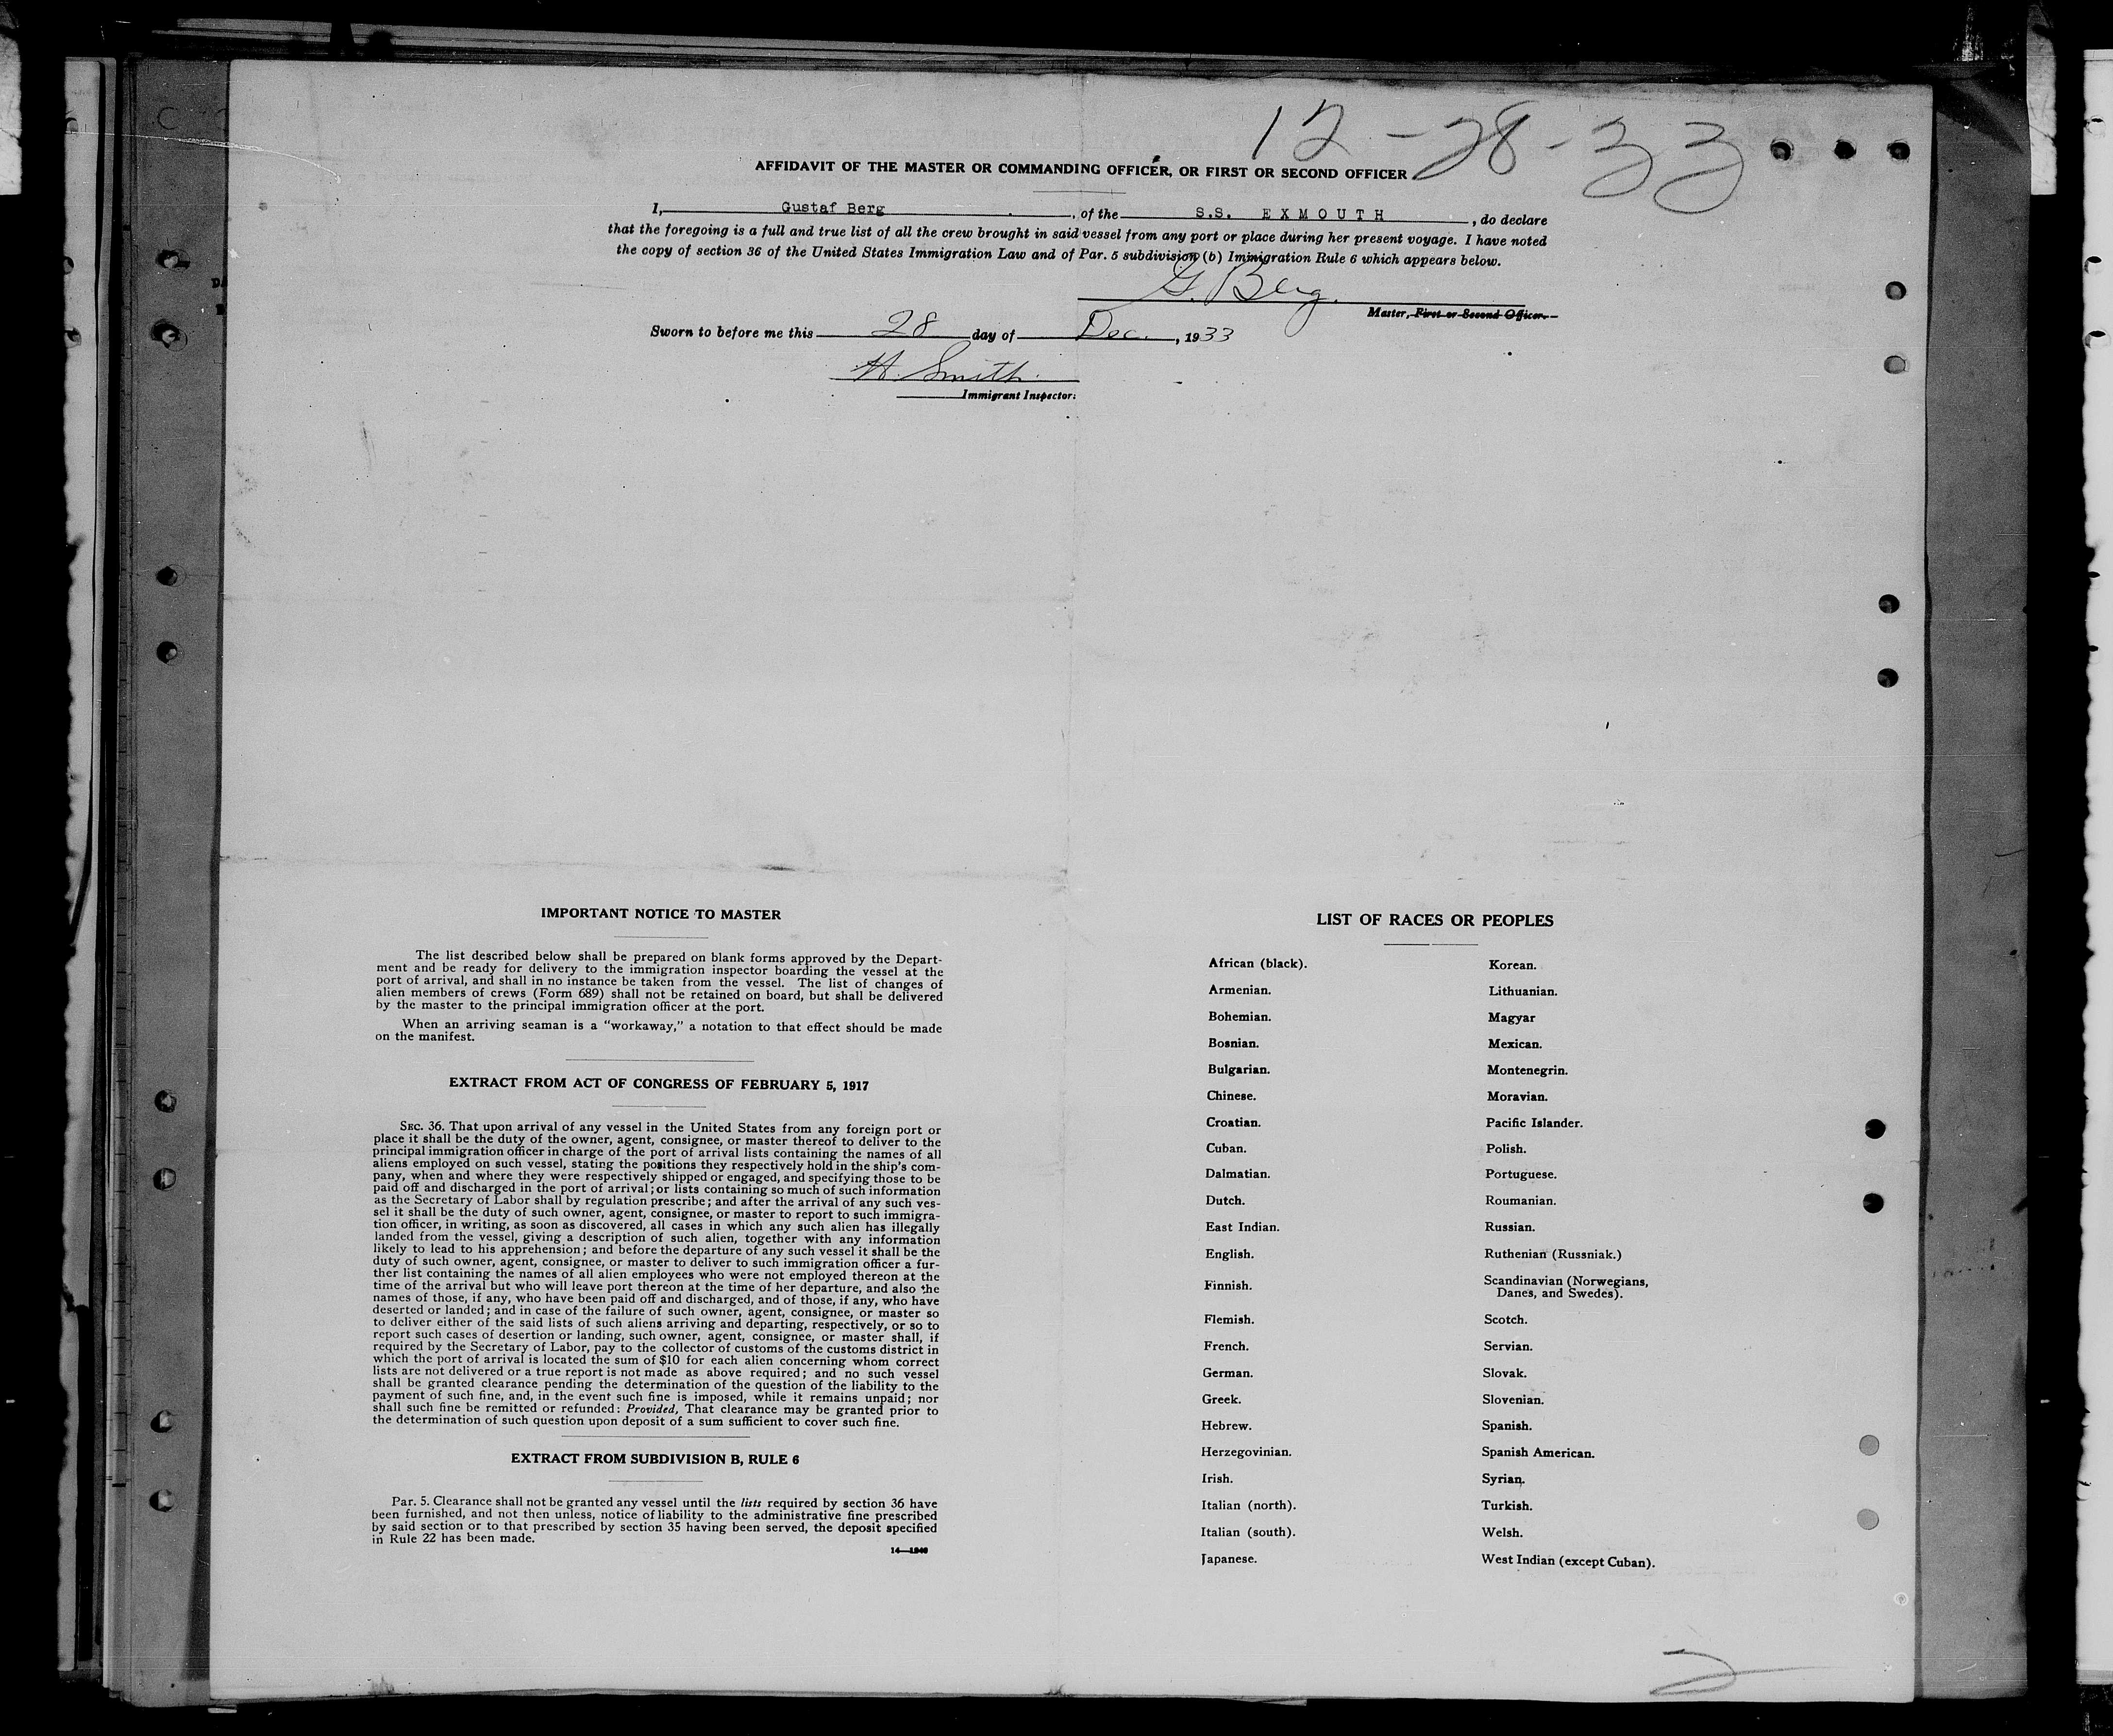 12-28-33
AFFIDAVIT OF THE MASTER OR COMMANDING OFFICER, OR FIRST OR SECOND OFFICER
I, Gustaf Berg, of the S.S. EXMOUTH, do declare
that the foregoing is a full and true list of all the crew brought in said vessel from any port or place during her present voyage. I have noted
the copy of section 36 of the United States Immigration Law and of Par. 5 subdivision (b) Immigration Rule 6 which appears below.
G. Berg.
Master, First or Second Officer.
Sworn to before me this 28 day of Dec., 1933
H. Smith.
Immigrant Inspector.
IMPORTANT NOTICE TO MASTER
The list described below shall be prepared on blank forms approved by the Depart-
ment and be ready for delivery to the immigration inspector boarding the vessel at the
port of arrival, and shall in no instance be taken from the vessel. The list of changes of
alien members of crews (Form 689) shall not be retained on board, but shall be delivered
by the master to the principal immigration officer at the port.
When an arriving seaman is a "workaway," a notation to that effect should be made
on the manifest.
EXTRACT FROM ACT OF CONGRESS OF FEBRUARY 5, 1917
SEC. 36. That upon arrival of any vessel in the United States from any foreign port or
place it shall be the duty of the owner, agent, consignee, or master thereof to deliver to the
principal immigration officer in charge of the port of arrival lists containing the names of all
aliens employed on such vessel, stating the positions they respectively hold in the ship's com-
pany, when and where they were respectively shipped or engaged, and specifying those to be
paid off and discharged in the port of arrival; or lists containing so much of such information
as the Secretary of Labor shall by regulation prescribe; and after the arrival of any such ves-
sel it shall be the duty of such owner, agent, consignee, or master to report to such immigra-
tion officer, in writing, as soon as discovered, all cases in which any such alien has illegally
landed from the vessel, giving a description of such alien, together with any information
likely to lead to his apprehension; and before the departure of any such vessel it shall be the
duty of such owner, agent, consignee, or master to deliver to such immigration officer a fur-
ther list containing the names of all alien employees who were not employed thereon at the
time of the arrival but who will leave port thereon at the time of her departure, and also the
names of those, if any, who have been paid off and discharged, and of those, if any, who have
deserted or landed; and in case of the failure of such owner, agent, consignee, or master so
to deliver either of the said lists of such aliens arriving and departing, respectively, or so to
report such cases of desertion or landing, such owner, agent, consignee, or master shall, if
required by the Secretary of Labor, pay to the collector of customs of the customs district in
which the port of arrival is located the sum of $10 for each alien concerning whom correct
lists are not delivered or a true report is not made as above required; and no such vessel
shall be granted clearance pending the determination of the question of the liability to the
payment of such fine, and, in the event such fine is imposed, while it remains unpaid; nor
shall such fine be remitted or refunded: Provided, That clearance may be granted prior to
the determination of such question upon deposit of a sum sufficient to cover such fine.
EXTRACT FROM SUBDIVISION B, RULE 6
Par. 5. Clearance shall not be granted any vessel until the lists required by section 36 have
been furnished, and not then unless, notice of liability to the administrative fine prescribed
by said section or to that prescribed by section 35 having been served, the deposit specified
in Rule 22 has been made.
LIST OF RACES OR PEOPLES
African (black).
Armenian.
Bohemian.
Bosnian.
Bulgarian.
Chinese.
Croatian.
Cuban.
Dalmatian.
Dutch.
East Indian.
English.
Finnish.
Flemish.
French.
German.
Greek.
Hebrew.
Herzegovinian.
Irish.
Italian (north).
Italian (south).
Japanese.
Korean.
Lithuanian.
Magyar
Mexican.
Montenegrin.
Moravian.
Pacific Islander.
Polish.
Portuguese.
Roumanian.
Russian.
Ruthenian (Russniak.)
Scandinavian (Norwegians,
Danes, and Swedes).
Scotch.
Servian.
Slovak.
Slovenian.
Spanish.
Spanish American.
Syrian.
Turkish.
Welsh.
West Indian (except Cuban).
2